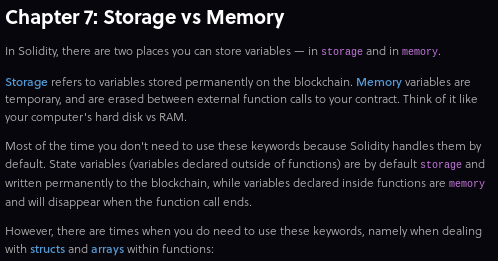 Chapter 7: Storage vs Memory
In Solidity, there are two places you can store variables — in storage and in memory.
Storage refers to variables stored permanently on the blockchain. Memory variables are
temporary, and are erased between external function calls to your contract. Think of it like
your computer's hard disk vs RAM.
Most of the time you don't need to use these keywords because Solidity handles them by
default. State variables (variables declared outside of functions) are by default storage and
written permanently to the blockchain, while variables declared inside functions are memory
and will disappear when the function call ends.
However, there are times when you do need to use these keywords, namely when dealing
with structs and arrays within functions: